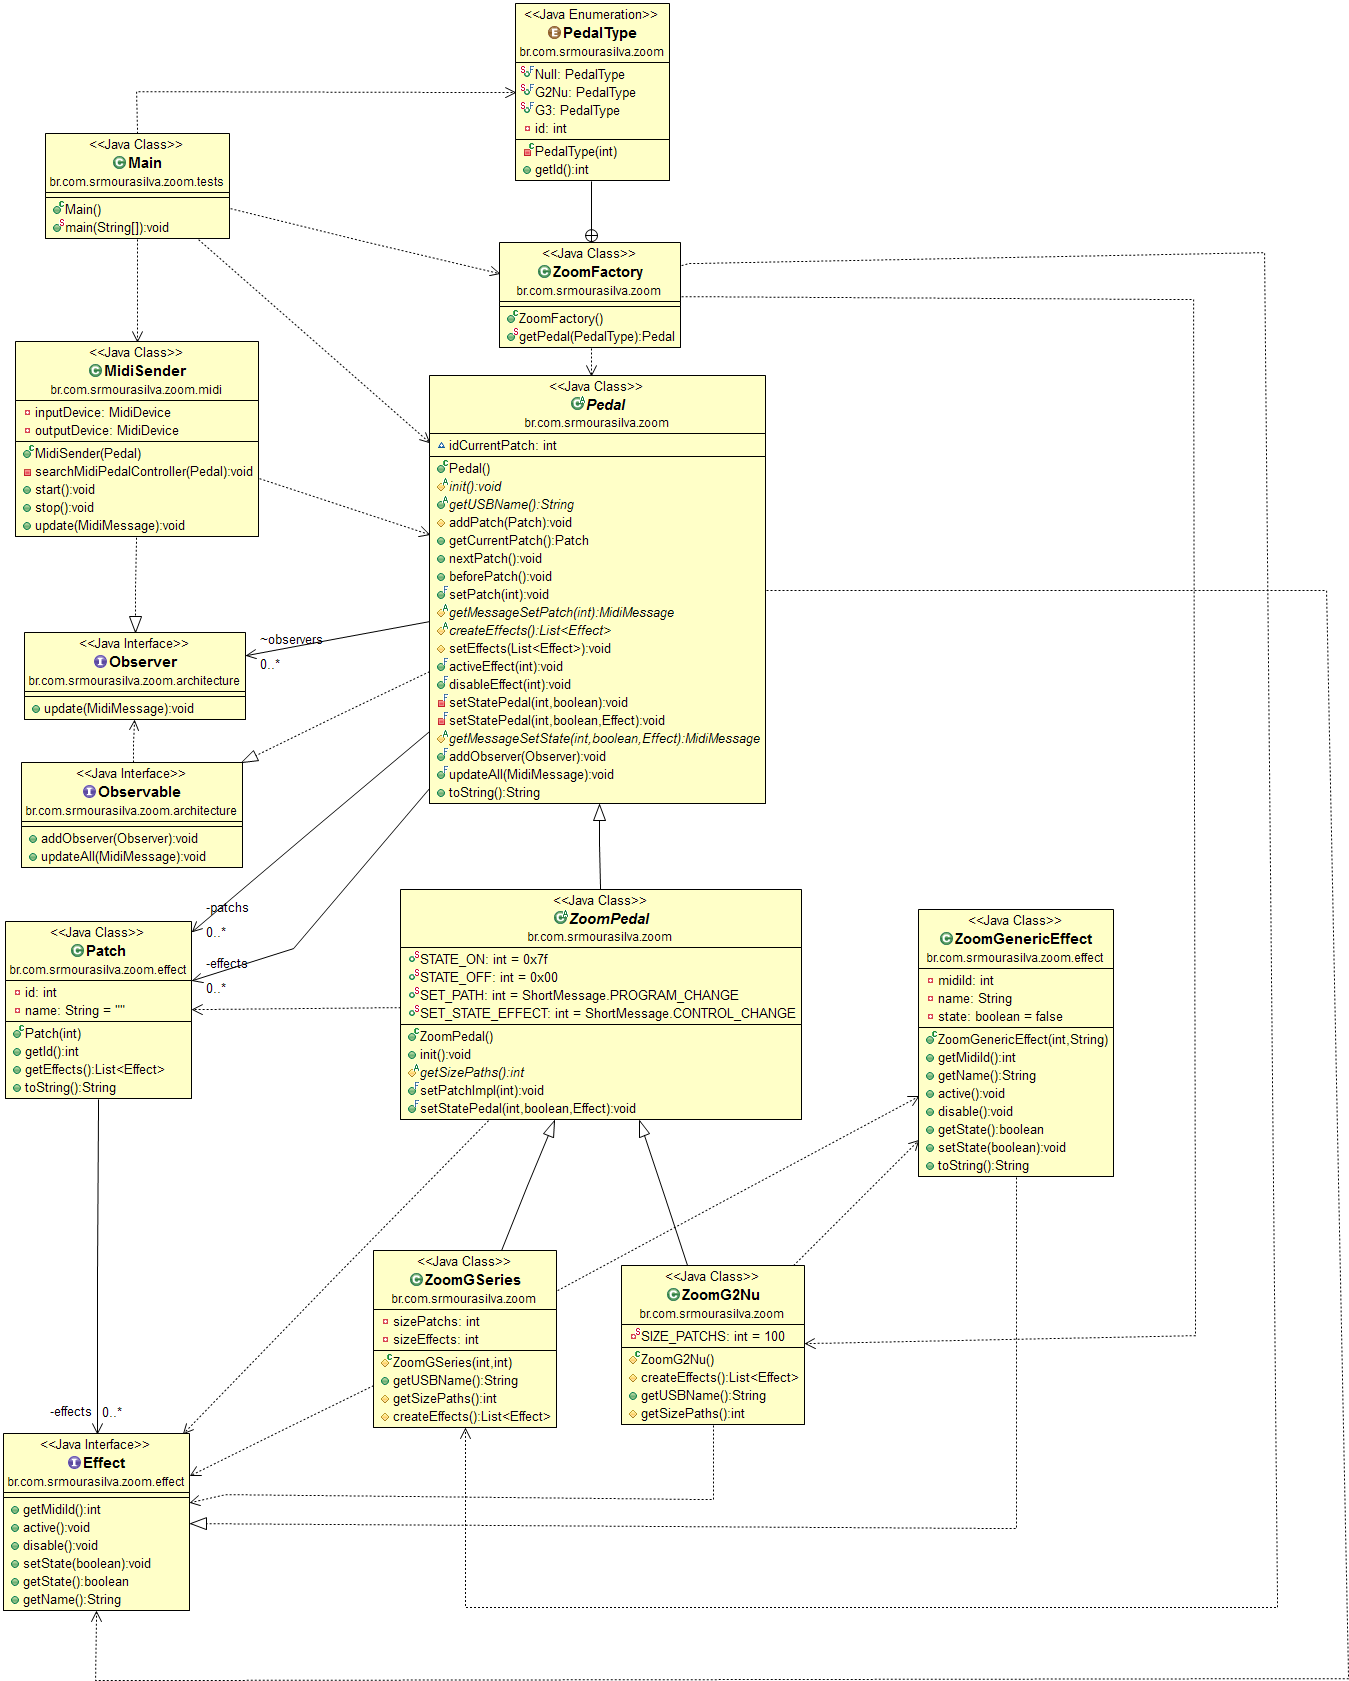 <<Java Enumeration>>
PedalType
br.com.srmourasilva.zoom
Null: PedalType
G2Nu: PedalType
G3: PedalType
id: int
PedalType(int)
getId():int
<<Java Class>>
Main
br.com.srmourasilva.zoom.tests
Main()
main(String[]):void
<<Java Class>>
ZoomFactory
br.com.srmourasilva.zoom
ZoomFactory()
getPedal(PedalType):Pedal
<<Java Class>>
MidiSender
br.com.srmourasilva.zoom.midi
inputDevice: MidiDevice
outputDevice: MidiDevice
MidiSender(Pedal)
searchMidiPedalController(Pedal):void
start():void
stop():void
update(MidiMessage):void
<<Java Class>>
Pedal
br.com.srmourasilva.zoom
idCurrentPatch: int
Pedal()
init():void
getUSBName():String
addPatch(Patch):void
getCurrentPatch():Patch
nextPatch():void
beforePatch():void
setPatch(int):void
getMessageSetPatch(int):MidiMessage
createEffects():List<Effect>
setEffects(List<Effect>):void
activeEffect(int):void
disableEffect(int):void
setStatePedal(int,boolean):void
setStatePedal(int,boolean,Effect):void
getMessageSetState(int,boolean,Effect):MidiMessage
addObserver(Observer):void
updateAll(MidiMessage):void
toString():String
~observers
0..*
<<Java Interface>>
Observer
br.com.srmourasilva.zoom.architecture
update(MidiMessage):void
<<Java Interface>>
Observable
br.com.srmourasilva.zoom.architecture
addObserver(Observer):void
updateAll(MidiMessage):void
-patchs
0..*
-effects
0..*
<<Java Class>>
Patch
br.com.srmourasilva.zoom.effect
id: int
name: String = ""
Patch(int)
getId():int
getEffects():List<Effect>
toString():String
<<Java Class>>
ZoomPedal
br.com.srmourasilva.zoom
STATE_ON: int = 0x7f
STATE_OFF: int = 0x00
SET_PATH: int = ShortMessage.PROGRAM_CHANGE
SET_STATE_EFFECT: int = ShortMessage.CONTROL_CHANGE
ZoomPedal()
init():void
getSizePaths():int
setPatchImpl(int):void
setStatePedal(int,boolean,Effect):void
<<Java Class>>
ZoomGenericEffect
br.com.srmourasilva.zoom.effect
midiId: int
name: String
state: boolean = false
ZoomGenericEffect(int,String)
getMidiId():int
getName():String
active():void
disable():void
getState():boolean
setState(boolean):void
toString():String
<<Java Class>>
ZoomGSeries
br.com.srmourasilva.zoom
sizePatchs: int
sizeEffects: int
ZoomGSeries(int,int)
getUSBName():String
getSizePaths():int
createEffects():List<Effect>
<<Java Class>>
ZoomG2Nu
br.com.srmourasilva.zoom
SIZE_PATCHS: int = 100
ZoomG2Nu()
createEffects():List<Effect>
getUSBName():String
getSizePaths():int
-effects
0..*
<<Java Interface>>
Effect
br.com.srmourasilva.zoom.effect
getMidiId():int
active():void
disable():void
setState(boolean):void
getState():boolean
getName():String